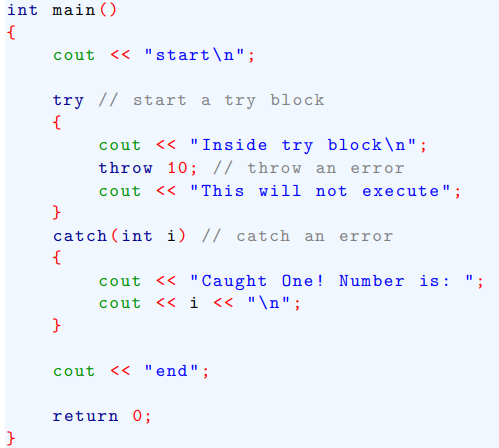 int main()
{
    cout << "start\n";

    try // start a try block
    {
        cout << "Inside try block\n";
        throw 10; // throw an error
        cout << "This will not execute";
    }
    catch(int i) // catch an error
    {
        cout << "Caught One! Number is: ";
        cout << i << "\n";
    }

    cout << "end";

    return 0;
}